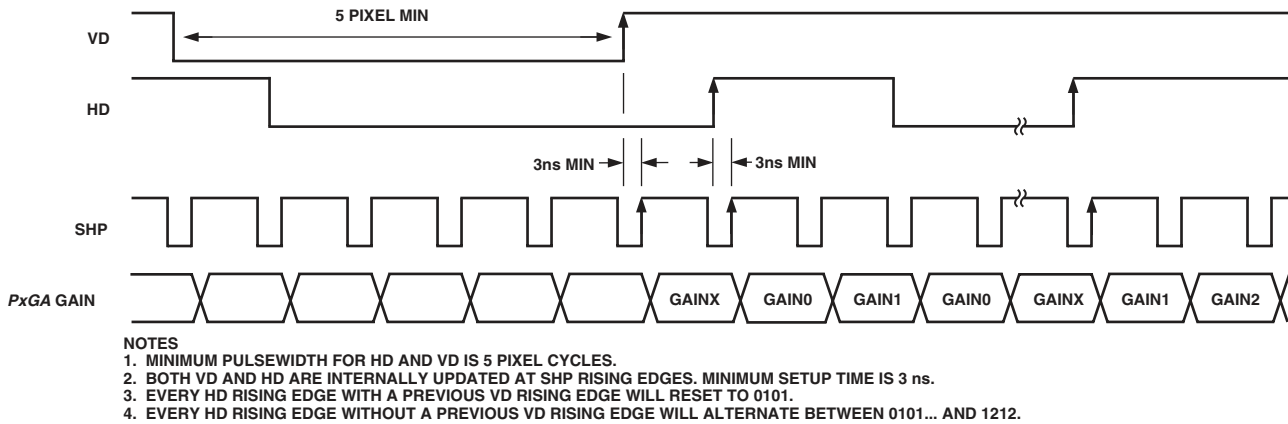 5 PIXEL MIN
VD
HD
3ns MIN
3ns MIN
SHP
PxGA GAIN
GAINX
GAIN0
GAIN1
GAIN0
GAINX
GAIN1
GAIN2
NOTES
1. MINIMUM PULSEWIDTH FOR HD AND VD IS 5 PIXEL CYCLES.
2. BOTH VD AND HD ARE INTERNALLY UPDATED AT SHP RISING EDGES. MINIMUM SETUP TIME IS 3 ns.
3. EVERY HD RISING EDGE WITH A PREVIOUS VD RISING EDGE WILL RESET TO 0101.
4. EVERY HD RISING EDGE WITHOUT A PREVIOUS VD RISING EDGE WILL ALTERNATE BETWEEN 0101... AND 1212.